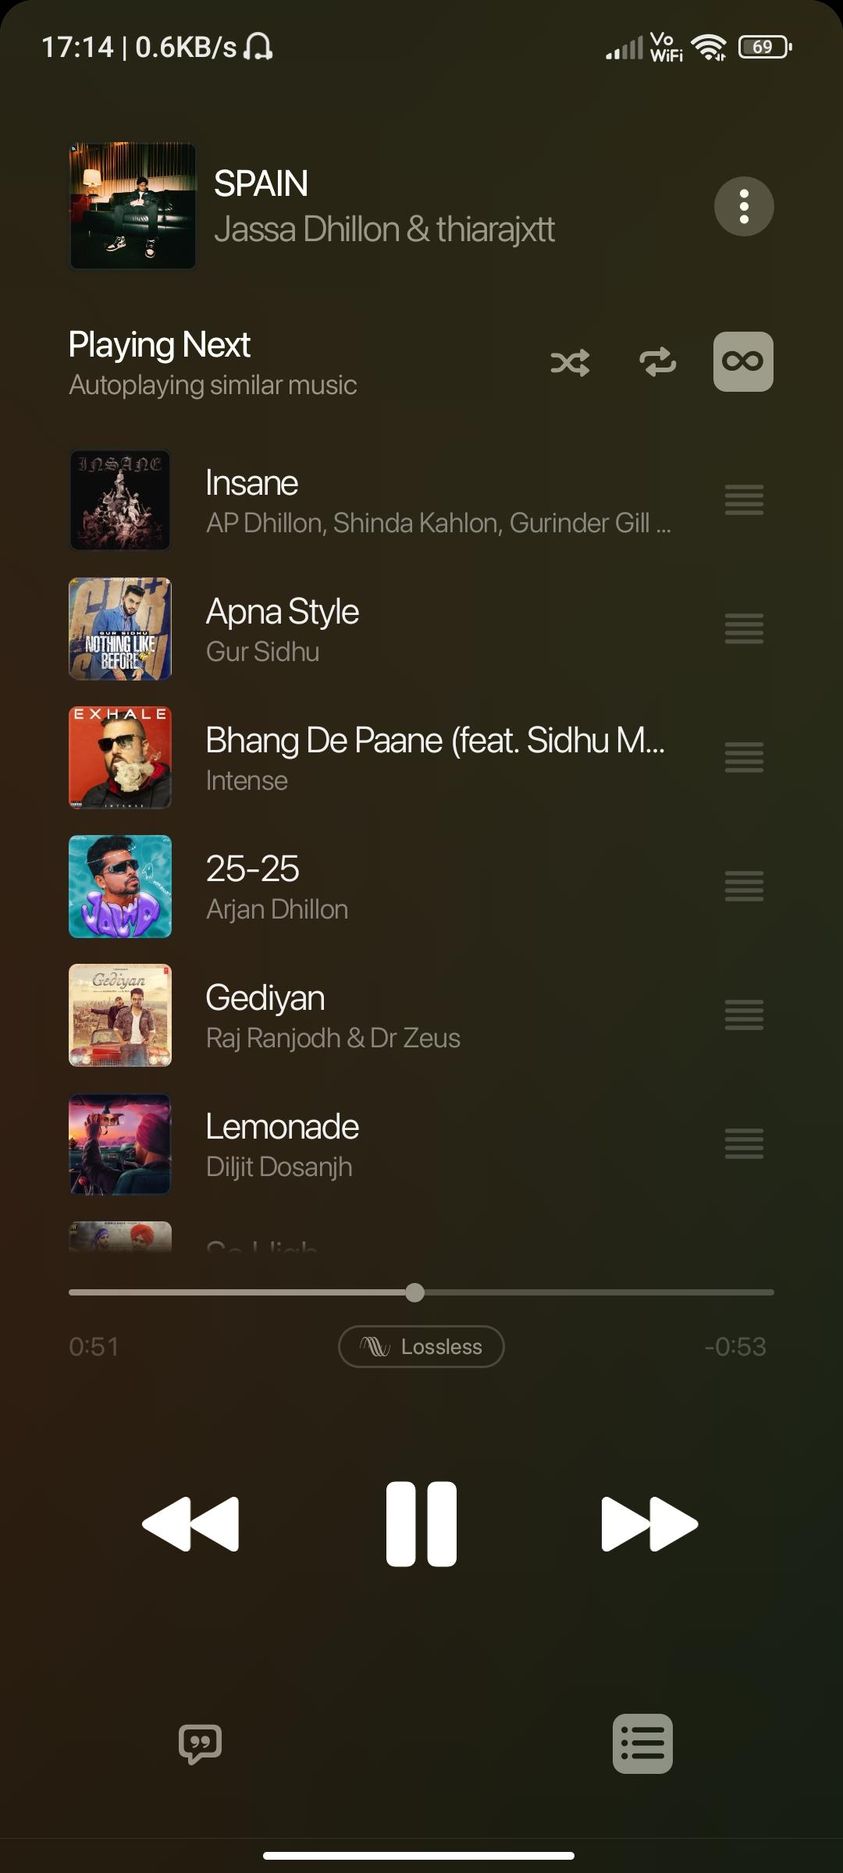 17:14 | 0.6KB/s
Vo
WiFi
69
SPAIN
Jassa Dhillon & thiarajxtt
Playing Next
Autoplaying similar music
INSANE
Insane
AP Dhillon, Shinda Kahlon, Gurinder Gill ...
GUR SIDHU
NOTHING LIKE
BEFORE
Apna Style
Gur Sidhu
EXHALE
INTENSE
Bhang De Paane (feat. Sidhu M...
Intense
25-25
Arjan Dhillon
Gediyan
Gediyan
Raj Ranjodh & Dr Zeus
Lemonade
Diljit Dosanjh
So High
0:51
Lossless
-0:53